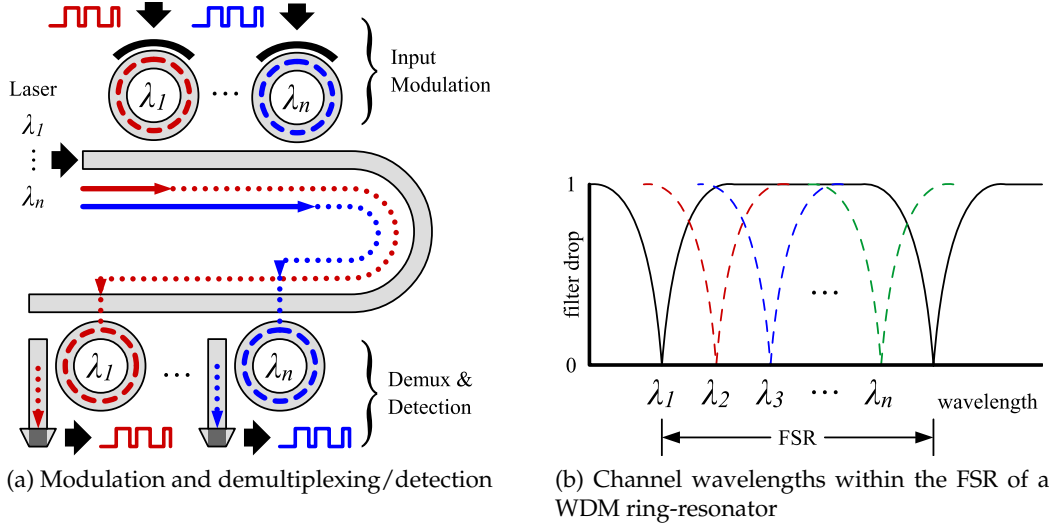 Laser
λ1
⋮
λn
λ1
...
λn
Input
Modulation
λ1
...
λn
Demux &
Detection
(a) Modulation and demultiplexing/detection
1
filter drop
0
...
λ1 λ2 λ3 ... λn wavelength
FSR
(b) Channel wavelengths within the FSR of a
WDM ring-resonator